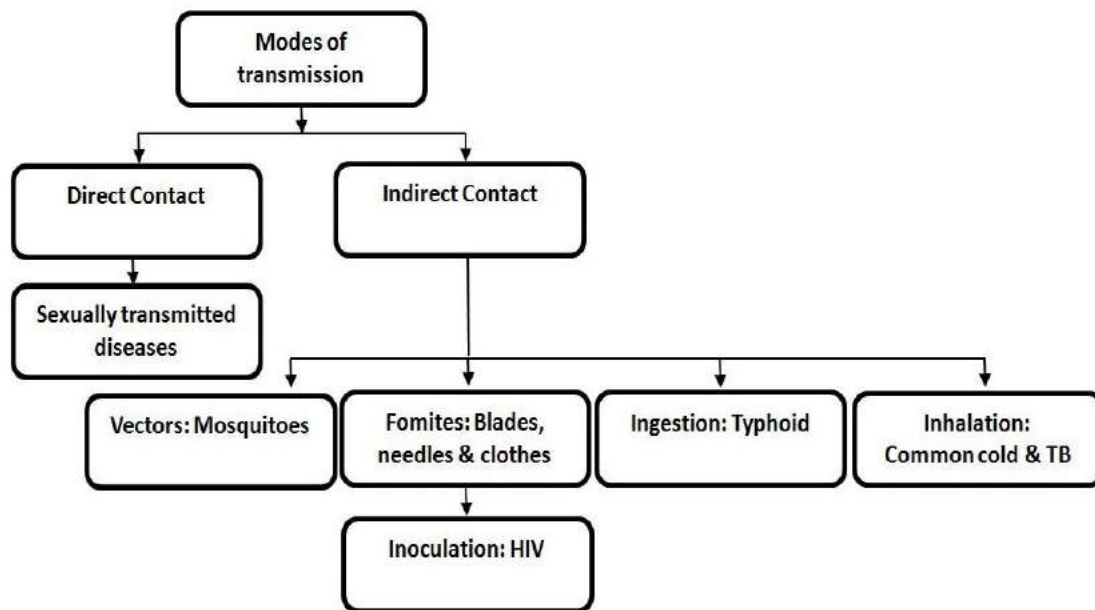 Modes of
transmission
Direct Contact
Indirect Contact
Sexually transmitted
diseases
Vectors: Mosquitoes
Fomites: Blades,
needles & clothes
Ingestion: Typhoid
Inhalation:
Common cold & TB
Inoculation: HIV